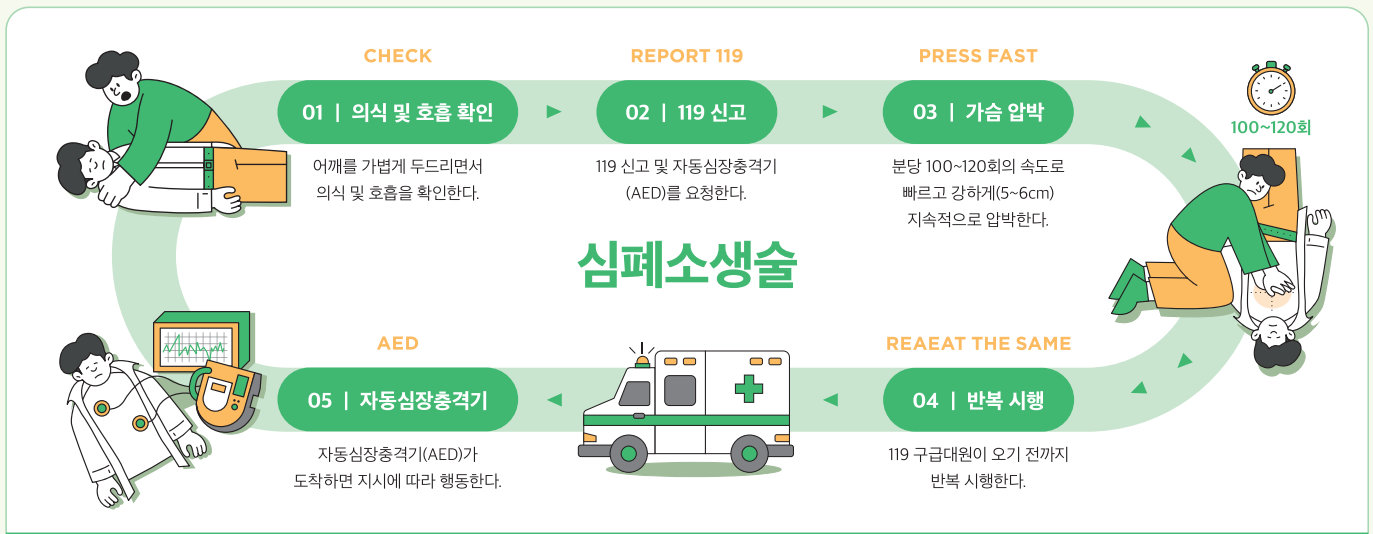 CHECK
01 | 의식 및 호흡 확인
어깨를 가볍게 두드리면서
의식 및 호흡을 확인한다.
REPORT 119
02 | 119 신고
119 신고 및 자동심장충격기
(AED)를 요청한다.
PRESS FAST
03 | 가슴 압박
분당 100~120회의 속도로
빠르고 강하게(5~6cm)
지속적으로 압박한다.
100~120회
심폐소생술
REAEAT THE SAME
04 | 반복 시행
119 구급대원이 오기 전까지
반복 시행한다.
AED
05 | 자동심장충격기
자동심장충격기(AED)가
도착하면 지시에 따라 행동한다.